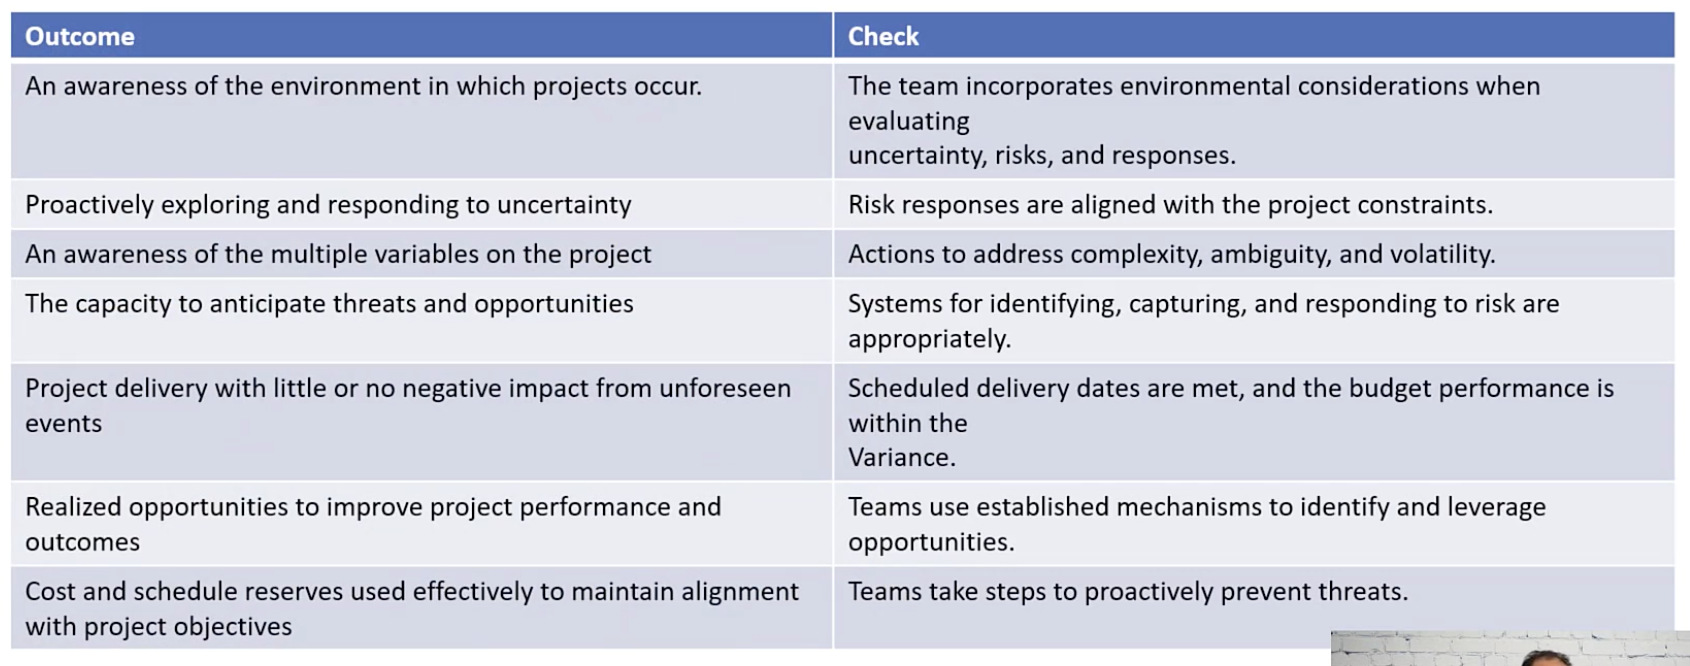 Outcome
Check
An awareness of the environment in which projects occur.
The team incorporates environmental considerations when
evaluating
uncertainty, risks, and responses.
Proactively exploring and responding to uncertainty
Risk responses are aligned with the project constraints.
An awareness of the multiple variables on the project
Actions to address complexity, ambiguity, and volatility.
The capacity to anticipate threats and opportunities
Systems for identifying, capturing, and responding to risk are
appropriately.
Project delivery with little or no negative impact from unforeseen
events
Scheduled delivery dates are met, and the budget performance is
within the
Variance.
Realized opportunities to improve project performance and
outcomes
Teams use established mechanisms to identify and leverage
opportunities.
Cost and schedule reserves used effectively to maintain alignment
with project objectives
Teams take steps to proactively prevent threats.